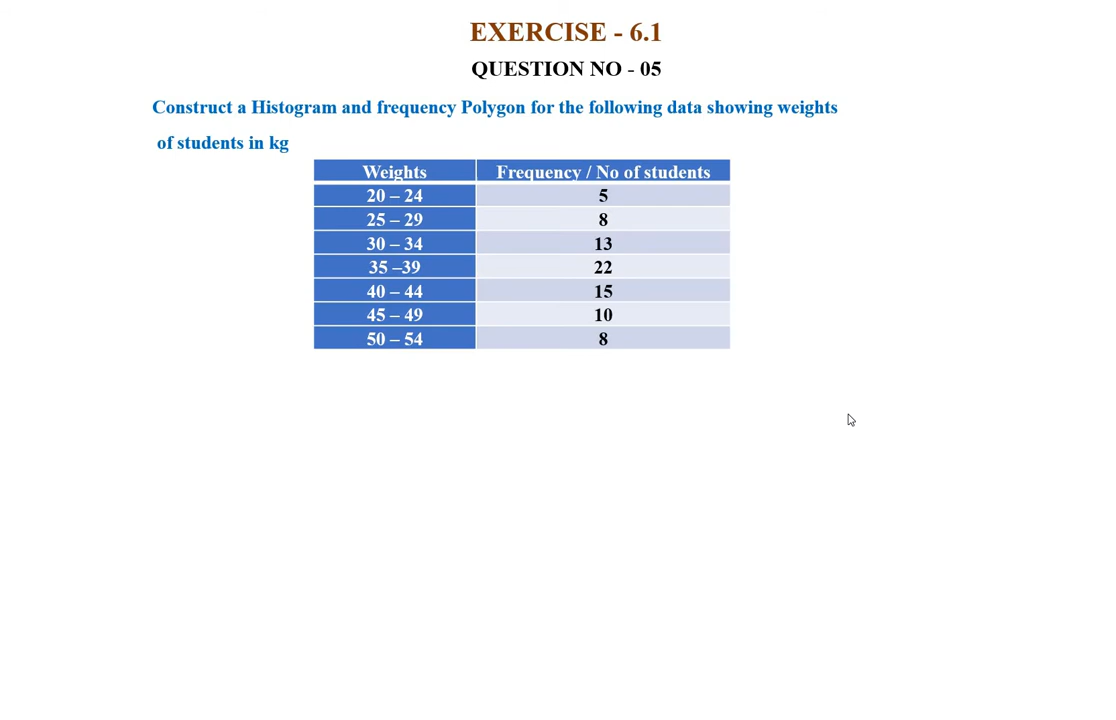 EXERCISE - 6.1
QUESTION NO - 05
Construct a Histogram and frequency Polygon for the following data showing weights
of students in kg
Weights Frequency / No of students
20 – 24 5
25 – 29 8
30 – 34 13
35 –39 22
40 – 44 15
45 – 49 10
50 – 54 8